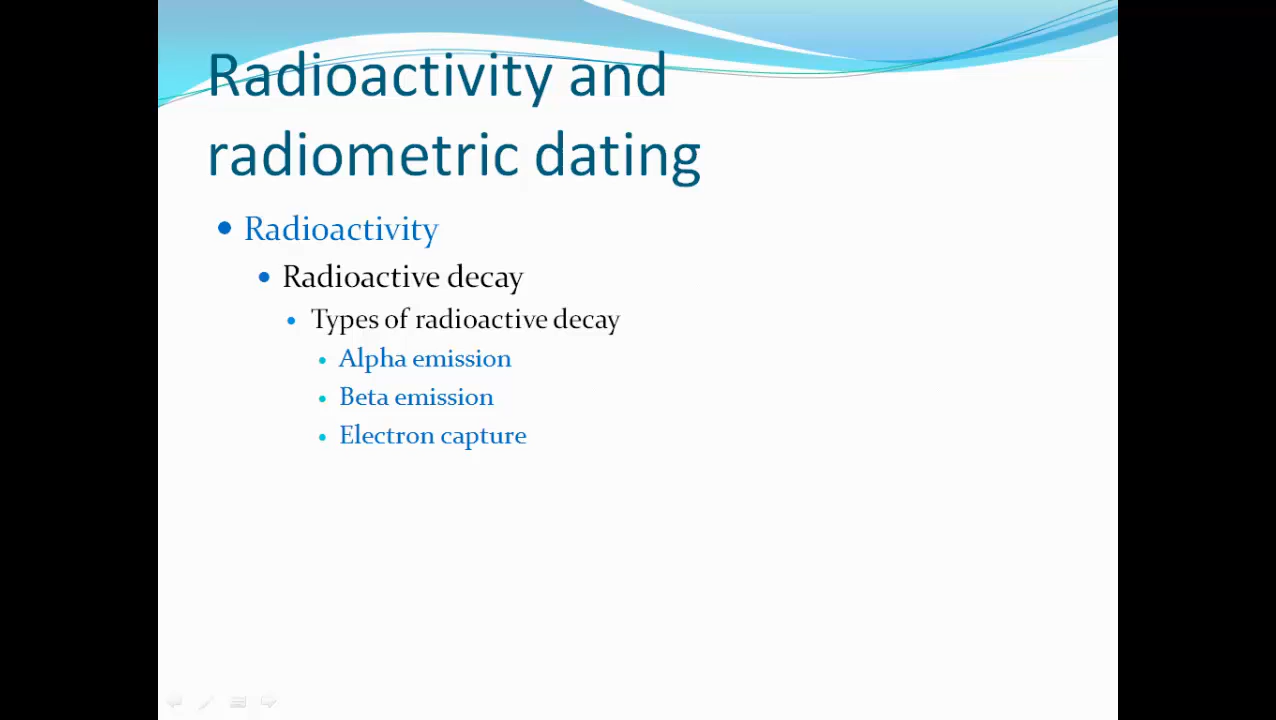 Radioactivity and
radiometric dating
Radioactivity
Radioactive decay
Types of radioactive decay
Alpha emission
Beta emission
Electron capture